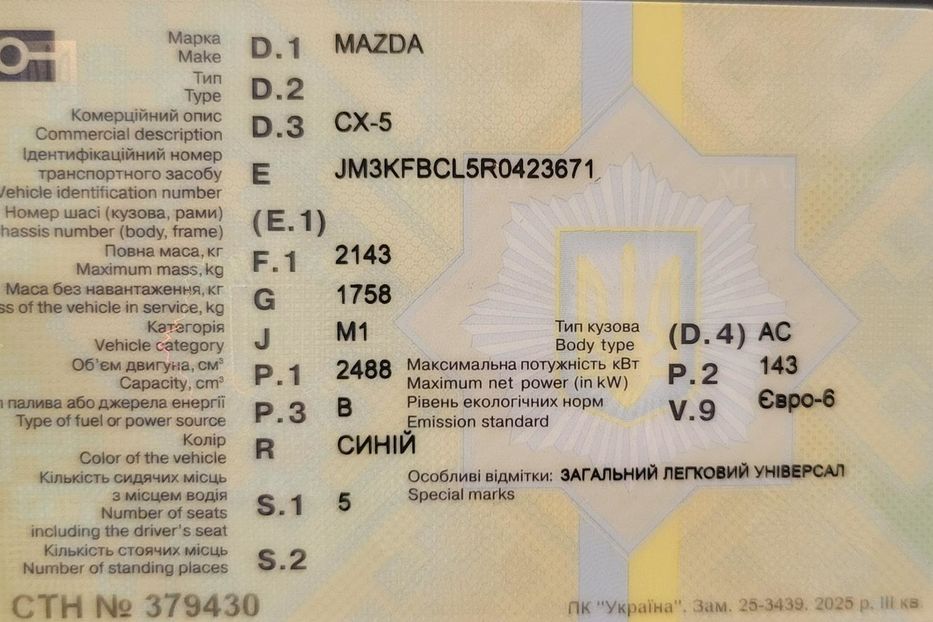 Марка D.1 MAZDA
Make
Тип D.2
Type
Комерційний опис D.3 CX-5
Commercial description
Ідентифікаційний номер
транспортного засобу E JM3KFBCL5R0423671
Vehicle identification number
Номер шасі (кузова, рами) (E.1)
hassis number (body, frame)
Повна маса, кг F.1 2143
Maximum mass, kg
Маса без навантаження, кг G 1758
ss of the vehicle in service, kg
Категорія J M1 Тип кузова (D.4) AC
Vehicle category Body type
Об'єм двигуна, см³ P.1 2488 Максимальна потужність кВт P.2 143
Capacity, cm³ Maximum net power (in kW)
п палива або джерела енергії P.3 B Рівень екологічних норм V.9 Євро-6
Type of fuel or power source Emission standard
Колір R СИНІЙ
Color of the vehicle
Кількість сидячих місць Особливі відмітки: ЗАГАЛЬНИЙ ЛЕГКОВИЙ УНІВЕРСАЛ
з місцем водія S.1 5 Special marks
Number of seats
including the driver's seat
Кількість стоячих місць S.2
Number of standing places
СТН № 379430 ПК "Україна". Зам. 25-3439. 2025 р. III кв.